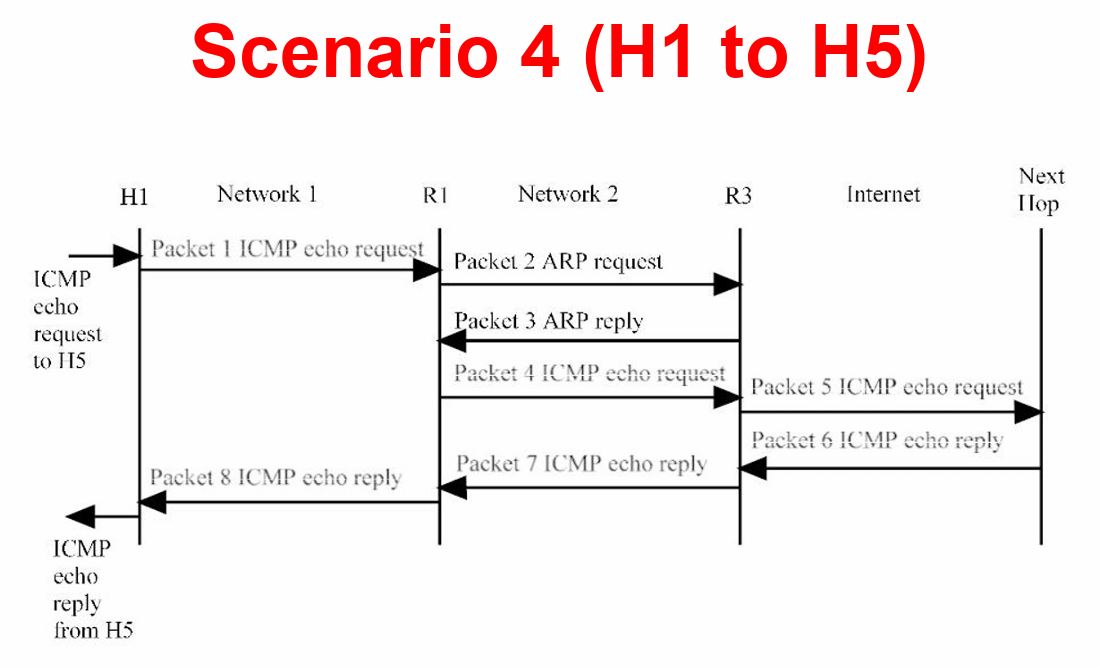 Scenario 4 (H1 to H5)
H1
Network 1
R1
Network 2
R3
Internet
Next
Hop
ICMP
echo
request
to H5
Packet 1 ICMP echo request
Packet 2 ARP request
Packet 3 ARP reply
Packet 4 ICMP echo request
Packet 5 ICMP echo request
Packet 6 ICMP echo reply
Packet 7 ICMP echo reply
Packet 8 ICMP echo reply
ICMP
echo
reply
from H5